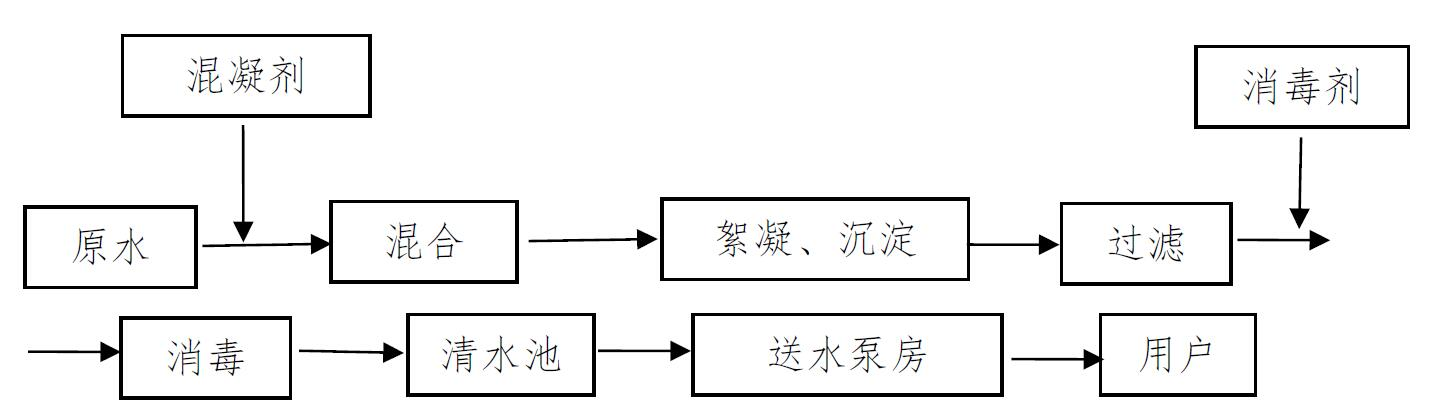 混凝剂
消毒剂
原水
混合
絮凝、沉淀
过滤
消毒
清水池
送水泵房
用户